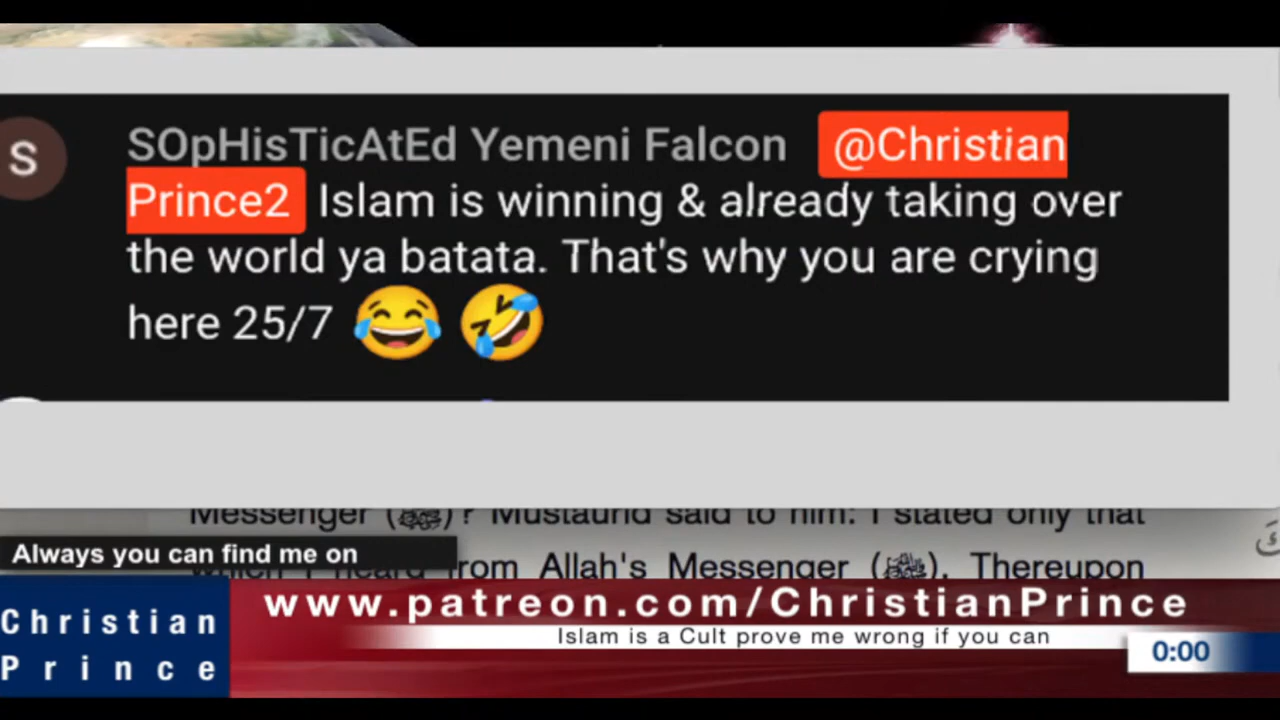 S
SOpHisTicAtEd Yemeni Falcon @Christian
Prince2 Islam is winning & already taking over
the world ya batata. That's why you are crying
here 25/7 😂 🤣
Messenger (ﷺ)? Mustaurid said to him: I stated only that
which I heard from Allah's Messenger (ﷺ). Thereupon
Always you can find me on
Christian
Prince
www.patreon.com/ChristianPrince
Islam is a Cult prove me wrong if you can
0:00